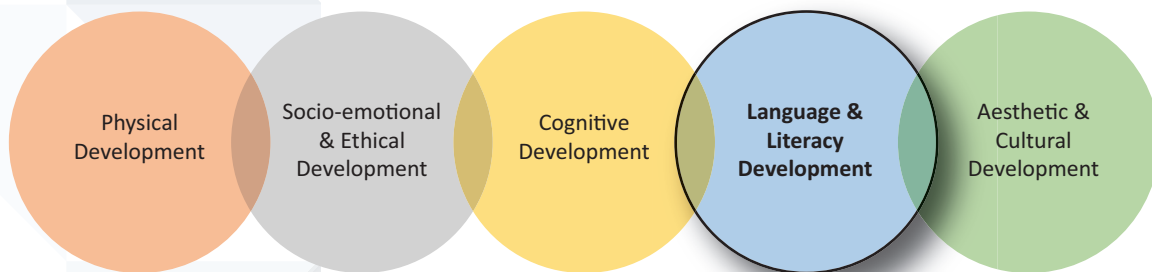 Physical
Development
Socio-emotional
& Ethical
Development
Cognitive
Development
Language &
Literacy
Development
Aesthetic &
Cultural
Development